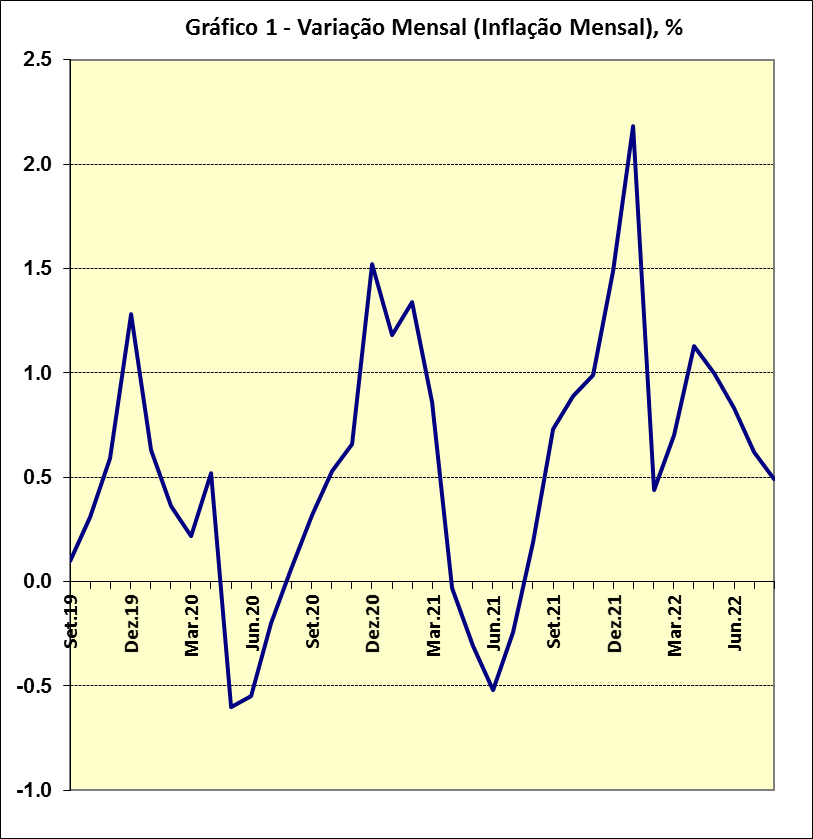 Gráfico 1 - Variação Mensal (Inflação Mensal), %
2.5
2.0
1.5
1.0
0.5
0.0
-0.5
-1.0
Set.19
Dez.19
Mar.20
Jun.20
Set.20
Dez.20
Mar.21
Jun.21
Set.21
Dez.21
Mar.22
Jun.22